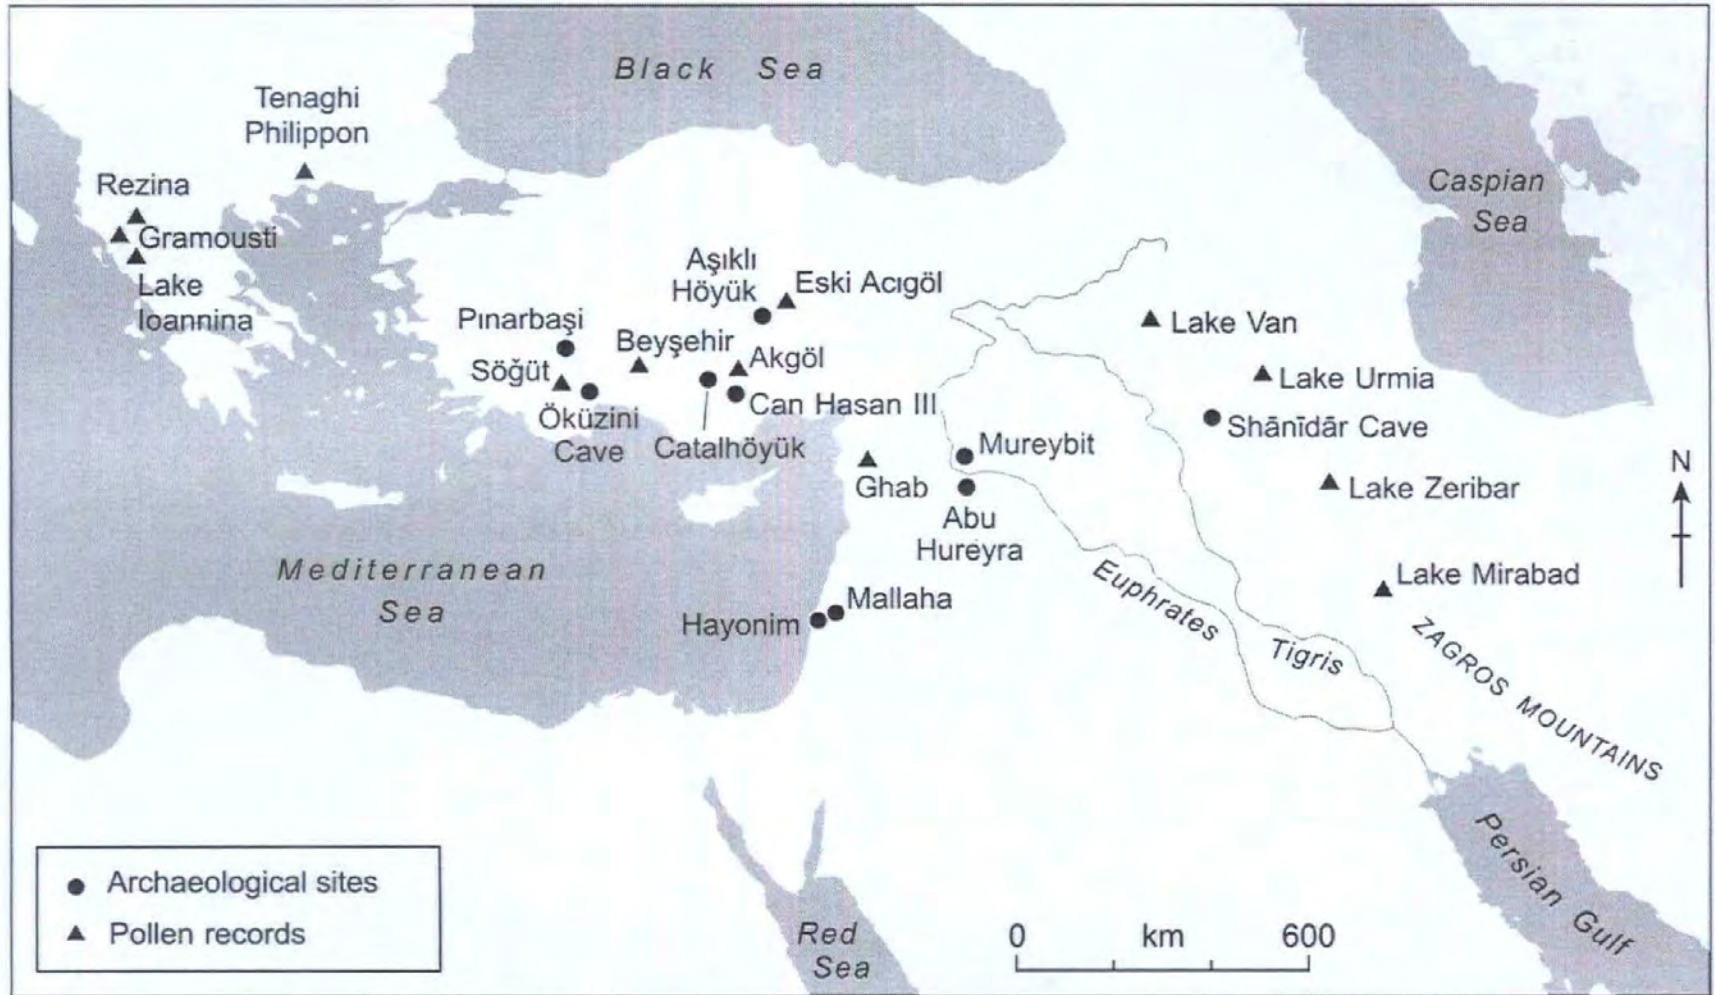 Black Sea
Tenaghi
Philippon
Rezina
Gramousti
Lake
Ioannina
Caspian
Sea
Aşıklı
Höyük
Eski Acıgöl
Pınarbaşi
Beyşehir
Söğüt
Akgöl
Can Hasan III
Öküzini
Cave
Catalhöyük
Lake Van
Lake Urmia
Shānīdār Cave
Mureybit
Ghab
Lake Zeribar
N
Abu
Hureyra
Mediterranean
Sea
Lake Mirabad
Euphrates
Mallaha
Hayonim
Tigris
ZAGROS MOUNTAINS
Persian Gulf
Archaeological sites
Pollen records
Red
Sea
0 km 600